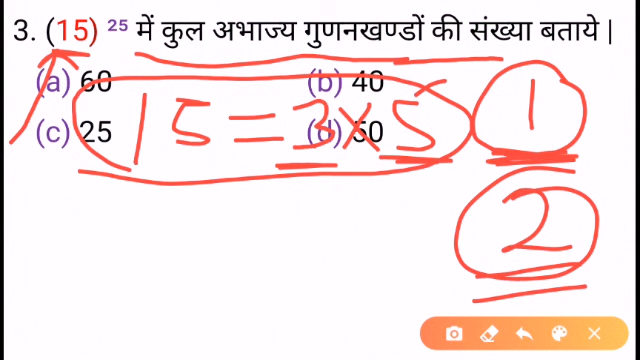 3. (15) ²⁵ में कुल अभाज्य गुणनखण्डों की संख्या बताये |
(a) 60 (b) 40
(c) 25 (d) 50
15 = 3 × 5
1
2